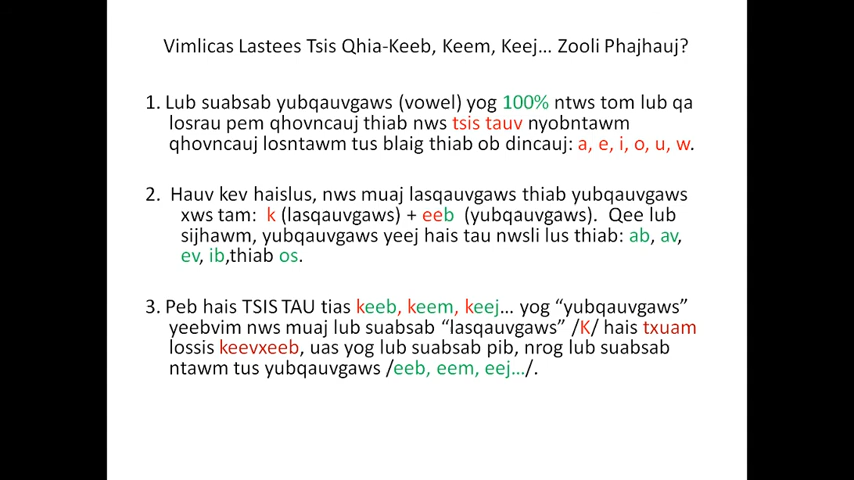 Vimlicas Lastees Tsis Qhia-Keeb, Keem, Keej... Zooli Phajhauj?
1. Lub suabsab yubqauvgaws (vowel) yog 100% ntws tom lub qa
losrau pem qhovncauj thiab nws tsis tauv nyobntawm
qhovncauj losntawm tus blaig thiab ob dincauj: a, e, i, o, u, w.
2. Hauv kev haislus, nws muaj lasqauvgaws thiab yubqauvgaws
xws tam: k (lasqauvgaws) + eeb (yubqauvgaws). Qee lub
sijhawm, yubqauvgaws yeej hais tau nwsli lus thiab: ab, av,
ev, ib,thiab os.
3. Peb hais TSIS TAU tias keeb, keem, keej... yog “yubqauvgaws”
yeebvim nws muaj lub suabsab “lasqauvgaws” /K/ hais txuam
lossis keevxeeb, uas yog lub suabsab pib, nrog lub suabsab
ntawm tus yubqauvgaws /eeb, eem, eej.../.